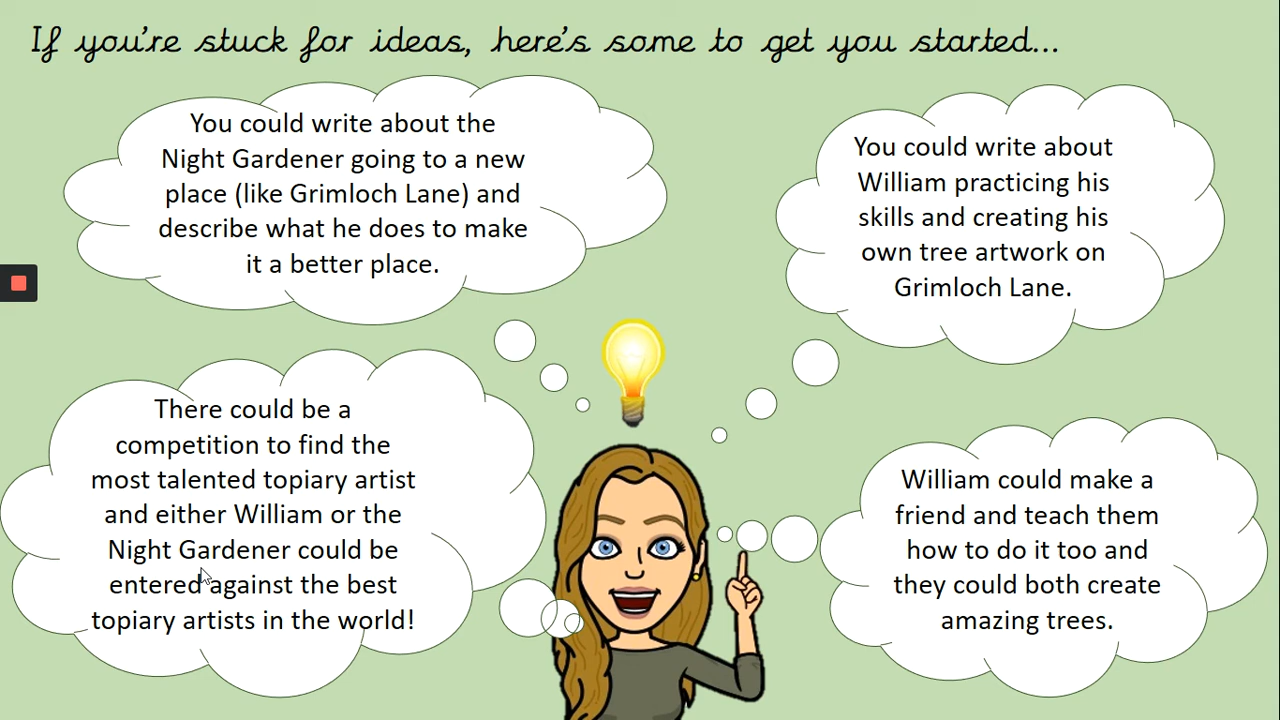 If you're stuck for ideas, here's some to get you started...
You could write about the
Night Gardener going to a new
place (like Grimloch Lane) and
describe what he does to make
it a better place.
You could write about
William practicing his
skills and creating his
own tree artwork on
Grimloch Lane.
There could be a
competition to find the
most talented topiary artist
and either William or the
Night Gardener could be
entered against the best
topiary artists in the world!
William could make a
friend and teach them
how to do it too and
they could both create
amazing trees.